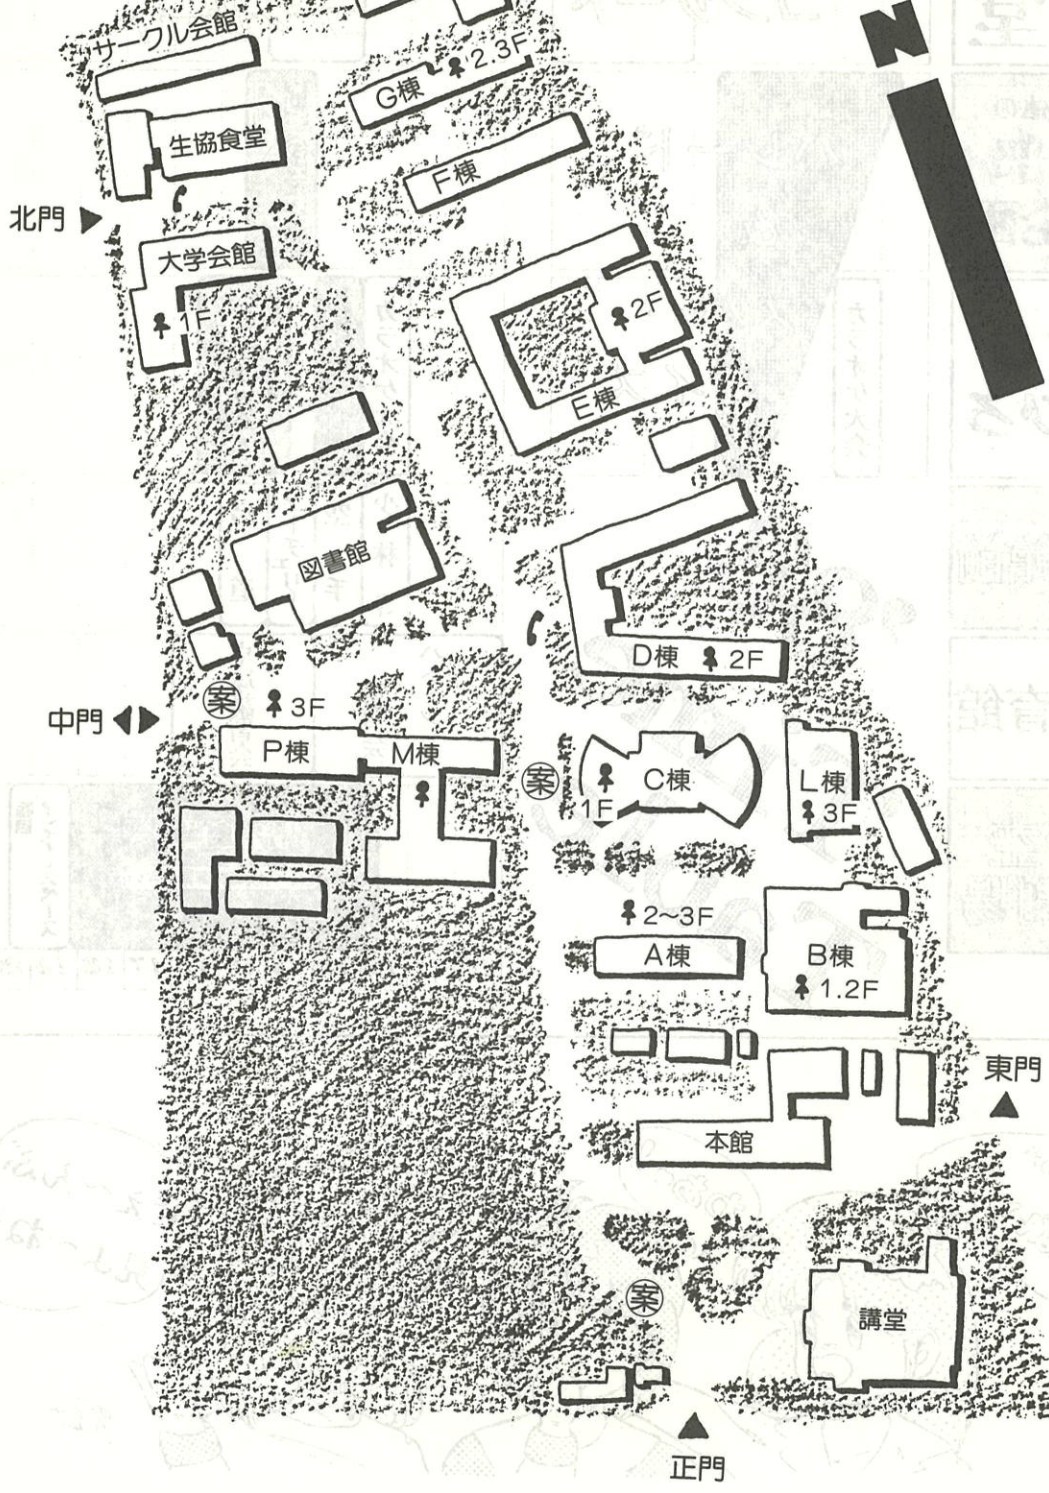 N
サークル会館
G棟 2.3F
生協食堂
F棟
北門
大学会館
1F
2F
E棟
図書館
D棟 2F
案 3F
中門
P棟 M棟
案
1F
C棟
L棟
3F
2~3F
A棟
B棟
1.2F
東門
本館
案
講堂
正門